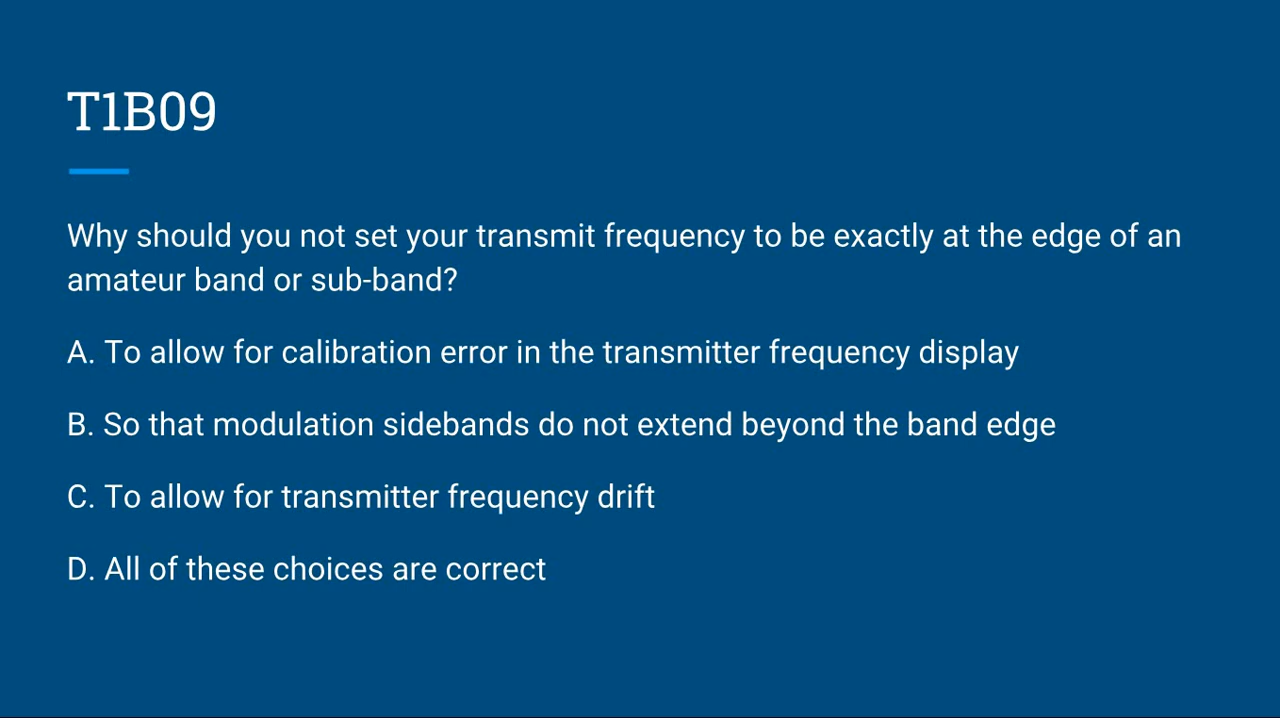 T1B09
Why should you not set your transmit frequency to be exactly at the edge of an
amateur band or sub-band?
A. To allow for calibration error in the transmitter frequency display
B. So that modulation sidebands do not extend beyond the band edge
C. To allow for transmitter frequency drift
D. All of these choices are correct